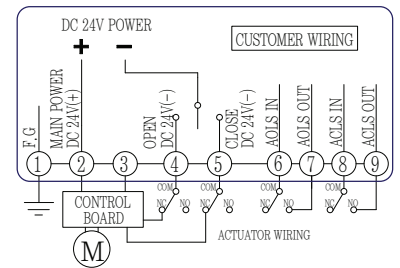 DC 24V POWER
+
−
CUSTOMER WIRING
F.G
MAIN POWER
DC 24V(+)
OPEN
DC 24V(−)
CLOSE
DC 24V(−)
AOLS IN
AOLS OUT
ACLS IN
ACLS OUT
1
2
3
4
5
6
7
8
9
CONTROL
BOARD
COM
NC
NO
COM
NC
NO
COM
NC
NO
COM
NC
NO
M
ACTUATOR WIRING